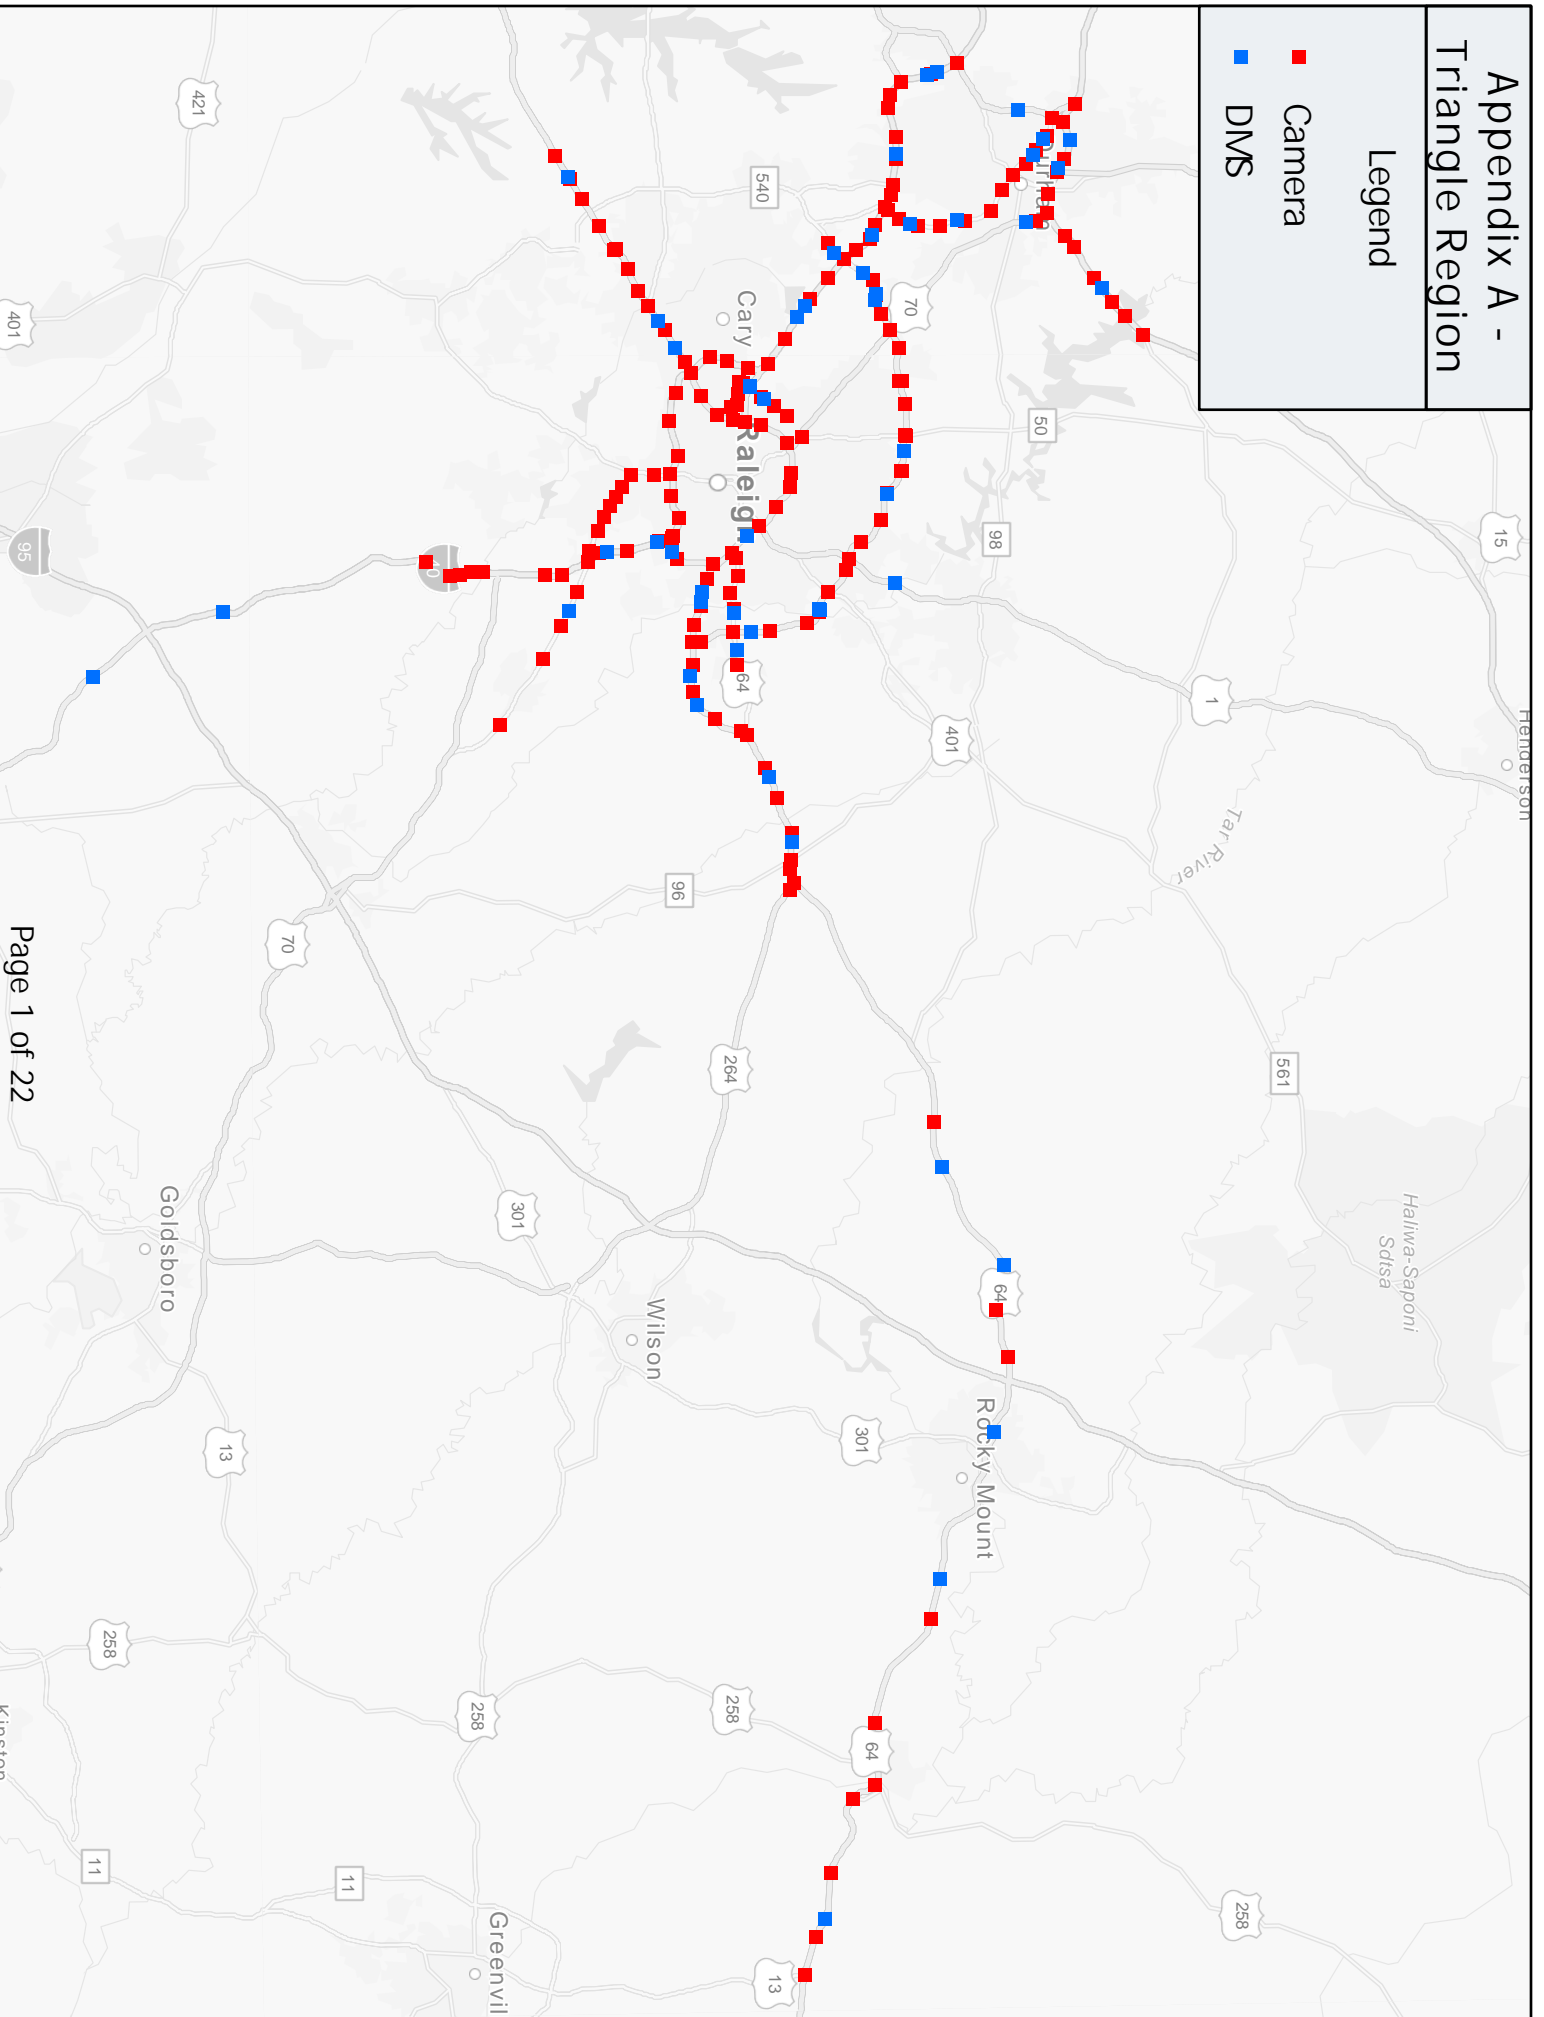 Appendix A -
Triangle Region
Legend
Camera
DMS
15
Henderson
1
Tar River
561
Haliwa-Saponi
Sdtsa
258
50
98
401
70
540
Cary
Raleigh
64
96
264
64
Rocky Mount
301
Wilson
301
258
64
13
421
401
95
40
70
Goldsboro
13
258
258
11
11
Greenvil
Kinston
Page 1 of 22